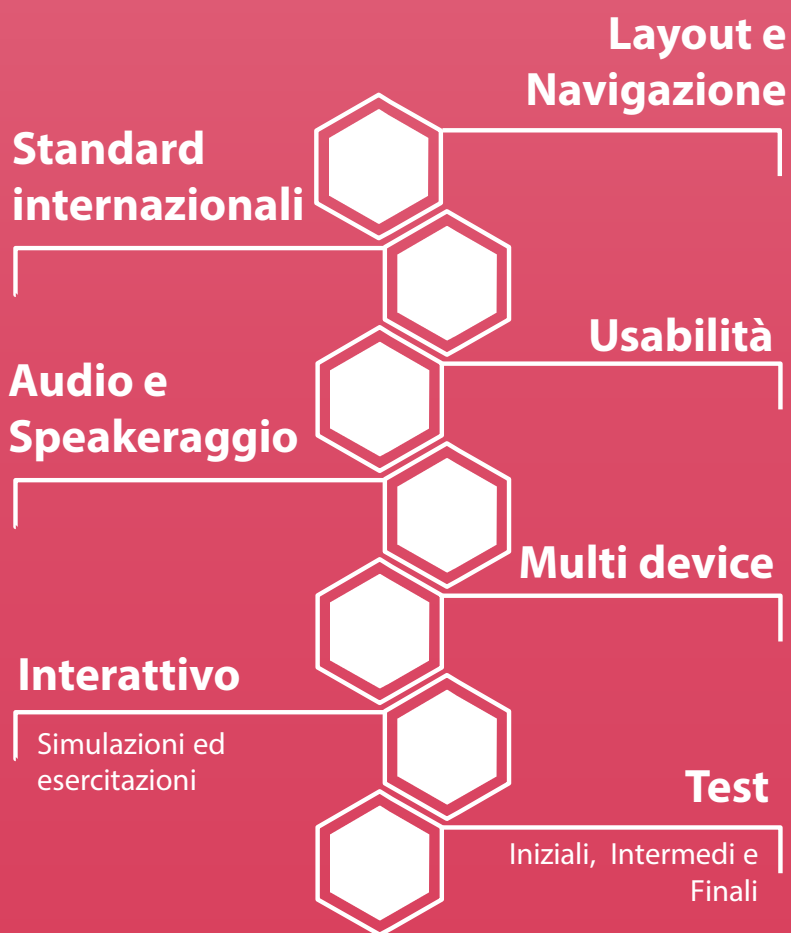 Layout e
Navigazione
Standard
internazionali
Usabilità
Audio e
Speakeraggio
Multi device
Interattivo
Simulazioni ed
esercitazioni
Test
Iniziali, Intermedi e
Finali